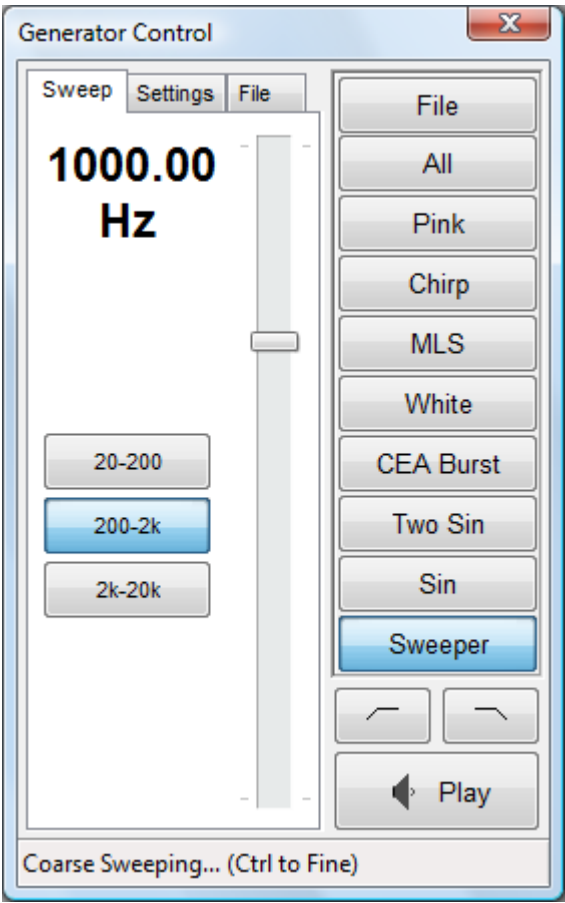 Generator Control
Sweep Settings File
1000.00
Hz
20-200
200-2k
2k-20k
File
All
Pink
Chirp
MLS
White
CEA Burst
Two Sin
Sin
Sweeper
Play
Coarse Sweeping... (Ctrl to Fine)